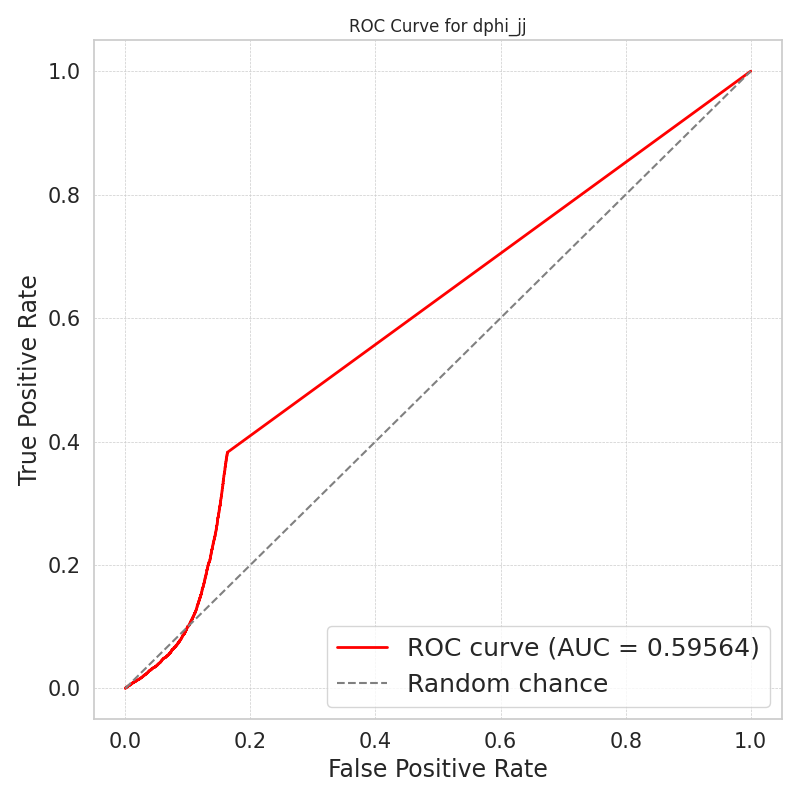 ROC Curve for dphi_jj
True Positive Rate
1.0
0.8
0.6
0.4
0.2
0.0
ROC curve (AUC = 0.59564)
Random chance
0.0 0.2 0.4 0.6 0.8 1.0
False Positive Rate